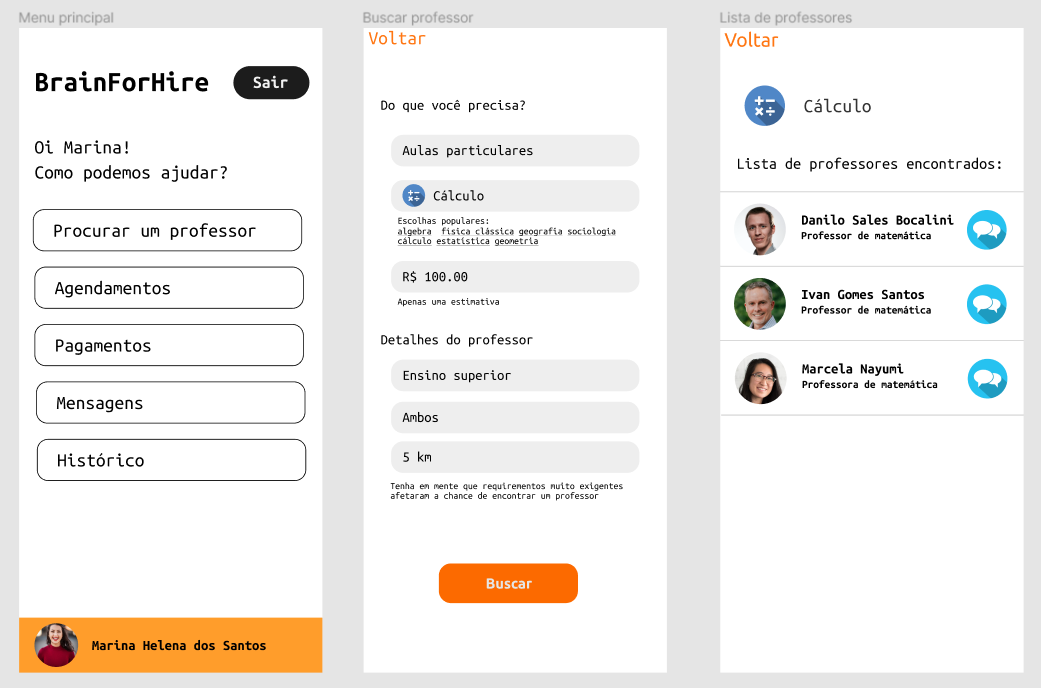 Menu principal
BrainForHire
Sair
Oi Marina!
Como podemos ajudar?
Procurar um professor
Agendamentos
Pagamentos
Mensagens
Histórico
Marina Helena dos Santos
Buscar professor
Voltar
Do que você precisa?
Aulas particulares
Cálculo
Escolhas populares:
algebra física clássica geografia sociologia
cálculo estatística geometria
R$ 100.00
Apenas uma estimativa
Detalhes do professor
Ensino superior
Ambos
5 km
Tenha em mente que requirementos muito exigentes
afetaram a chance de encontrar um professor
Buscar
Lista de professores
Voltar
Cálculo
Lista de professores encontrados:
Danilo Sales Bocalini
Professor de matemática
Ivan Gomes Santos
Professor de matemática
Marcela Nayumi
Professora de matemática